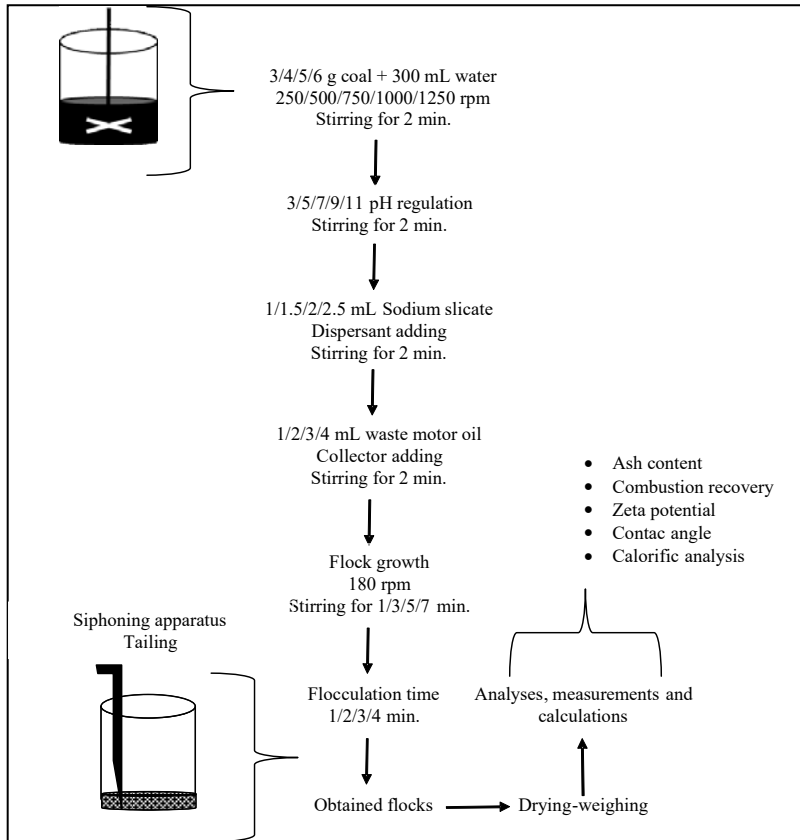 3/4/5/6 g coal + 300 mL water
250/500/750/1000/1250 rpm
Stirring for 2 min.
3/5/7/9/11 pH regulation
Stirring for 2 min.
1/1.5/2/2.5 mL Sodium slicate
Dispersant adding
Stirring for 2 min.
1/2/3/4 mL waste motor oil
Collector adding
Stirring for 2 min.
Flock growth
180 rpm
Stirring for 1/3/5/7 min.
Siphoning apparatus
Tailing
Flocculation time
1/2/3/4 min.
Obtained flocks
Drying-weighing
Analyses, measurements and
calculations
• Ash content
• Combustion recovery
• Zeta potential
• Contac angle
• Calorific analysis